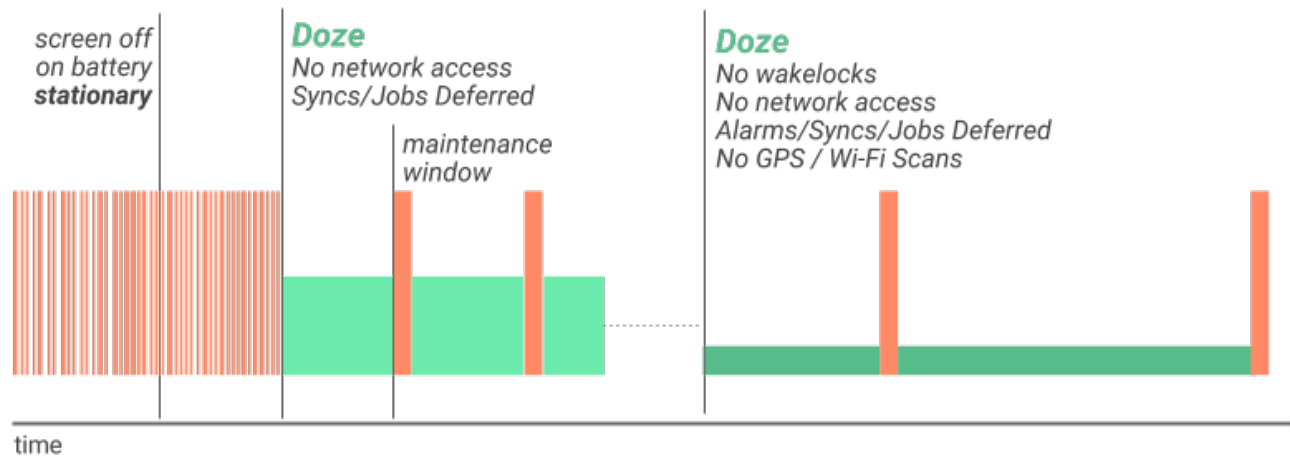 screen off
on battery
stationary
Doze
No network access
Syncs/Jobs Deferred
maintenance
window
Doze
No wakelocks
No network access
Alarms/Syncs/Jobs Deferred
No GPS / Wi-Fi Scans
time